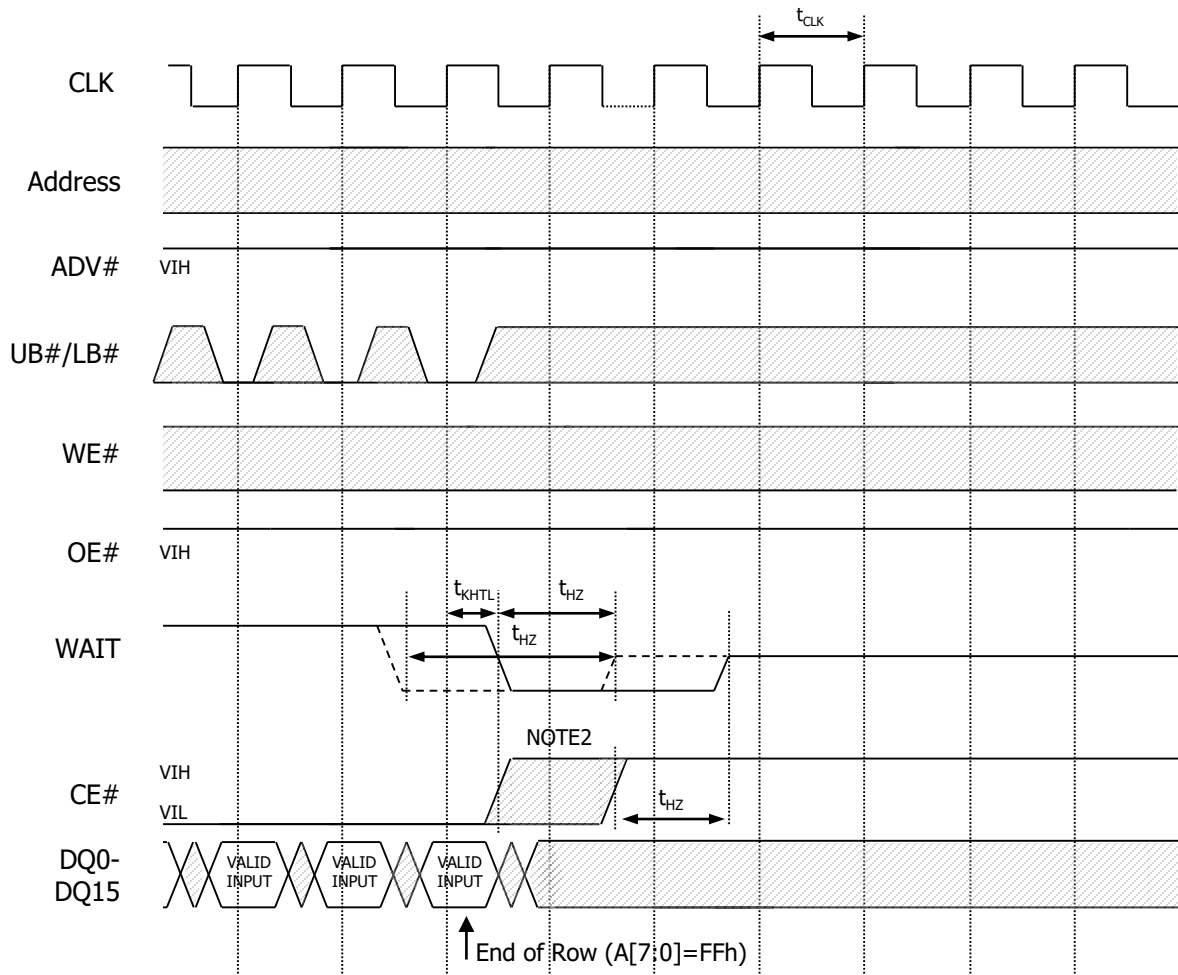 tCLK
CLK
Address
ADV#
VIH
UB#/LB#
WE#
OE#
VIH
tKHTL
tHZ
tHZ
WAIT
NOTE2
VIH
CE#
VIL
tHZ
DQ0-
DQ15
VALID
INPUT
VALID
INPUT
VALID
INPUT
End of Row (A[7:0]=FFh)